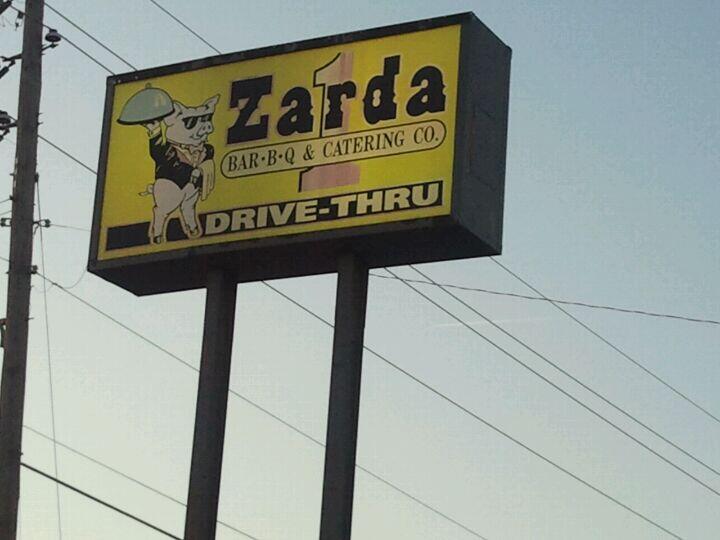 Zarda
1
BAR·B·Q & CATERING CO.
DRIVE-THRU